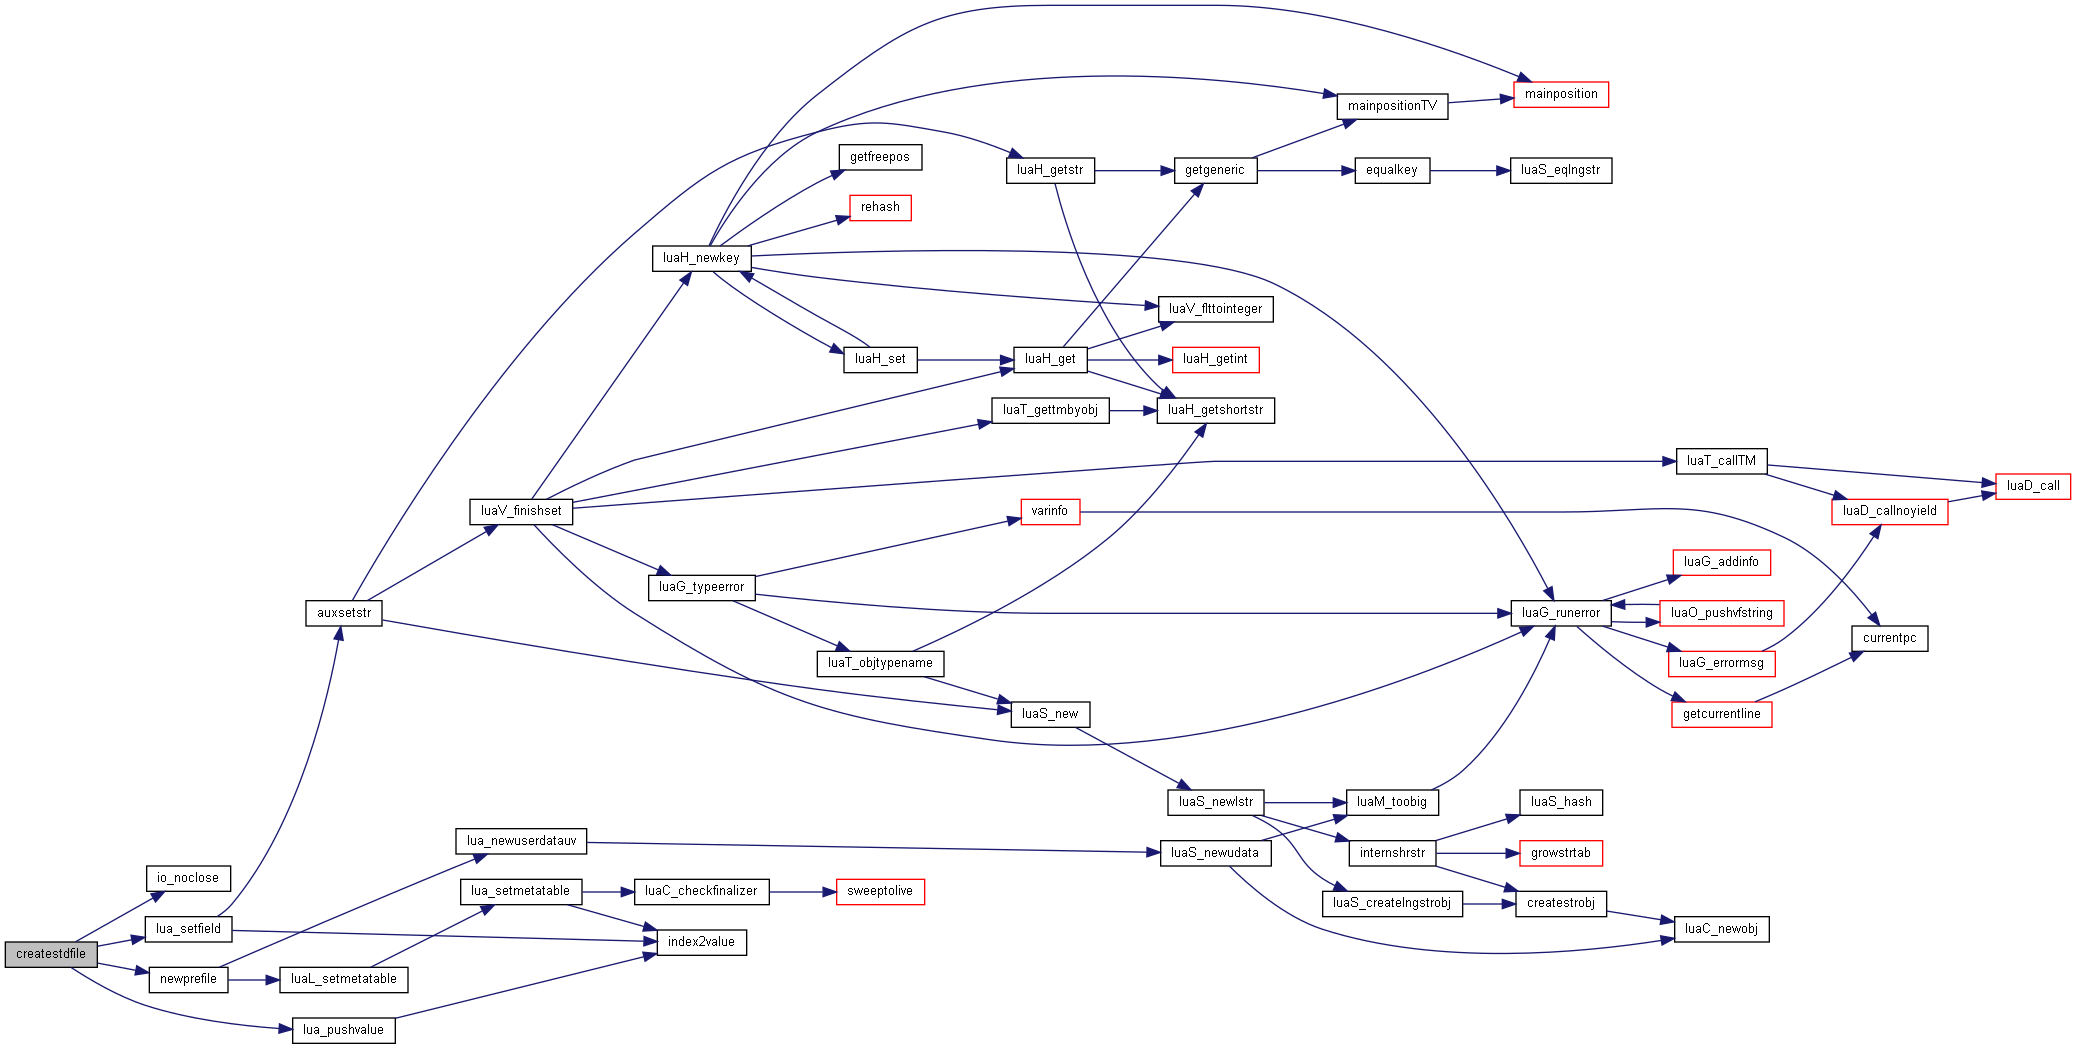 mainposition
mainpositionTV
getfreepos
luaH_getstr
getgeneric
equalkey
luaS_eqlngstr
rehash
luaH_newkey
luaV_flttointeger
luaH_set
luaH_get
luaH_getint
luaT_gettmbyobj
luaH_getshortstr
luaT_callTM
luaD_call
luaV_finishset
varinfo
luaD_callnoyield
luaG_addinfo
luaG_typeerror
auxsetstr
luaG_runerror
luaO_pushvfstring
currentpc
luaT_objtypename
luaG_errormsg
luaS_new
getcurrentline
luaS_newlstr
luaM_toobig
luaS_hash
lua_newuserdatauv
luaS_newudata
internshrstr
growstrtab
io_noclose
lua_setmetatable
luaC_checkfinalizer
sweeptolive
luaS_createlngstrobj
createstrobj
lua_setfield
index2value
luaC_newobj
createstdfile
newprefile
luaL_setmetatable
lua_pushvalue